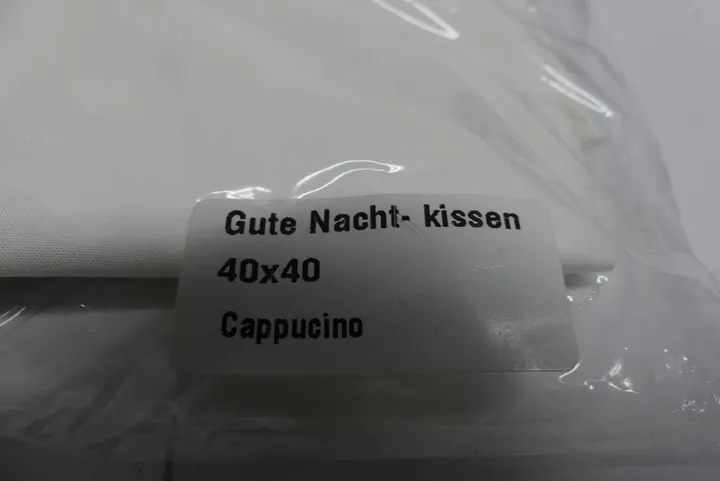 Gute Nacht- kissen
40x40
Cappucino